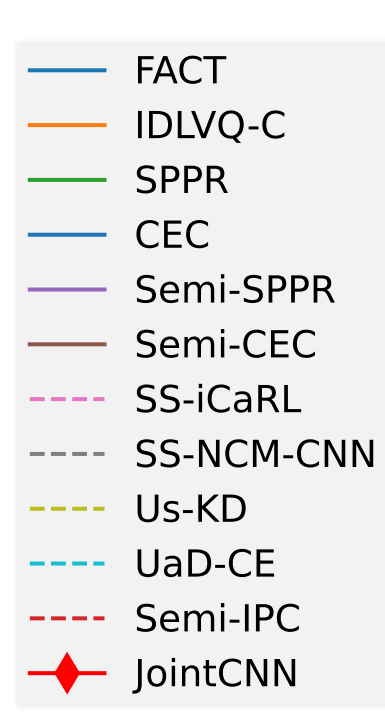 FACT
IDLVQ-C
SPPR
CEC
Semi-SPPR
Semi-CEC
SS-iCaRL
SS-NCM-CNN
Us-KD
UaD-CE
Semi-IPC
JointCNN